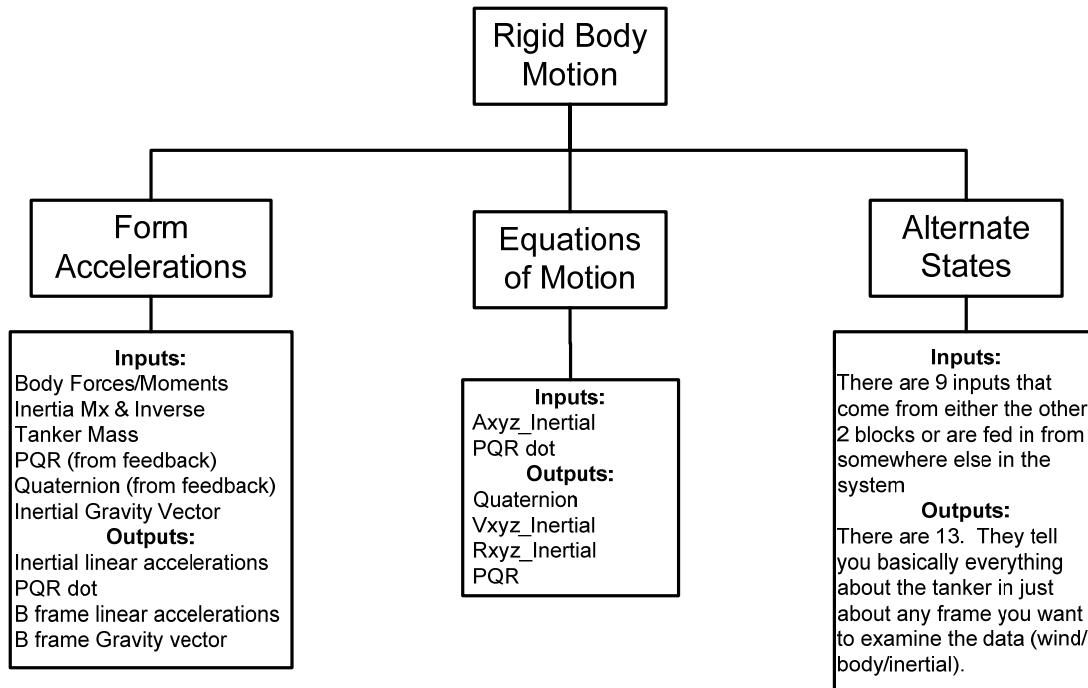 Rigid Body
Motion
Form
Accelerations
Inputs:
Body Forces/Moments
Inertia Mx & Inverse
Tanker Mass
PQR (from feedback)
Quaternion (from feedback)
Inertial Gravity Vector
Outputs:
Inertial linear accelerations
PQR dot
B frame linear accelerations
B frame Gravity vector
Equations
of Motion
Inputs:
Axyz_Inertial
PQR dot
Outputs:
Quaternion
Vxyz_Inertial
Rxyz_Inertial
PQR
Alternate
States
Inputs:
There are 9 inputs that
come from either the other
2 blocks or are fed in from
somewhere else in the
system
Outputs:
There are 13.  They tell
you basically everything
about the tanker in just
about any frame you want
to examine the data (wind/
body/inertial).